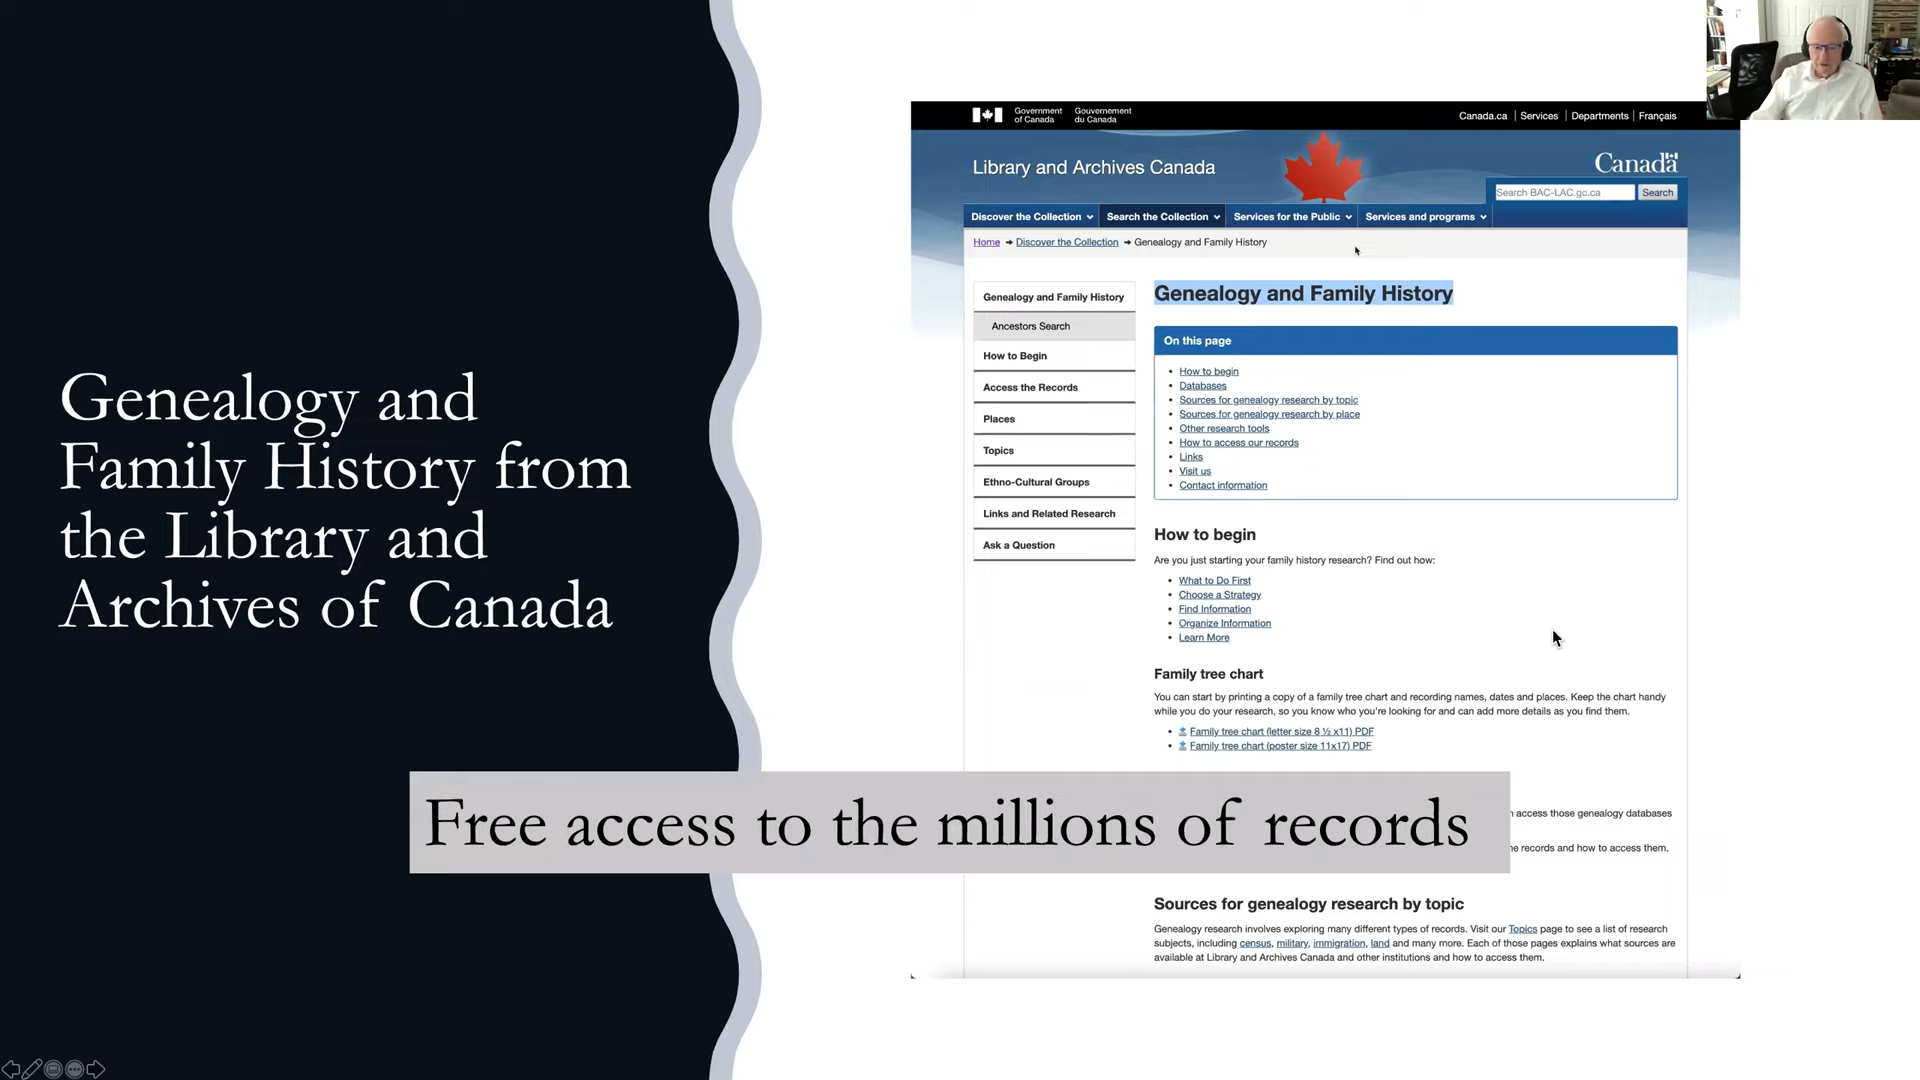 Genealogy and
Family History from
the Library and
Archives of Canada
Free access to the millions of records
Government of Canada
Gouvernement du Canada
Canada.ca | Services | Departments | Français
Library and Archives Canada
Canada
Search BAC-LAC.gc.ca Search
Discover the Collection Search the Collection Services for the Public Services and programs
Home → Discover the Collection → Genealogy and Family History
Genealogy and Family History
Ancestors Search
How to Begin
Access the Records
Places
Topics
Ethno-Cultural Groups
Links and Related Research
Ask a Question
Genealogy and Family History
On this page
How to begin
Databases
Sources for genealogy research by topic
Sources for genealogy research by place
Other research tools
How to access our records
Links
Visit us
Contact information
How to begin
Are you just starting your family history research? Find out how:
What to Do First
Choose a Strategy
Find Information
Organize Information
Learn More
Family tree chart
You can start by printing a copy of a family tree chart and recording names, dates and places. Keep the chart handy
while you do your research, so you know who you're looking for and can add more details as you find them.
Family tree chart (letter size 8 ½ x11) PDF
Family tree chart (poster size 11x17) PDF
access those genealogy databases
records and how to access them.
Sources for genealogy research by topic
Genealogy research involves exploring many different types of records. Visit our Topics page to see a list of research
subjects, including census, military, immigration, land and many more. Each of those pages explains what sources are
available at Library and Archives Canada and other institutions and how to access them.